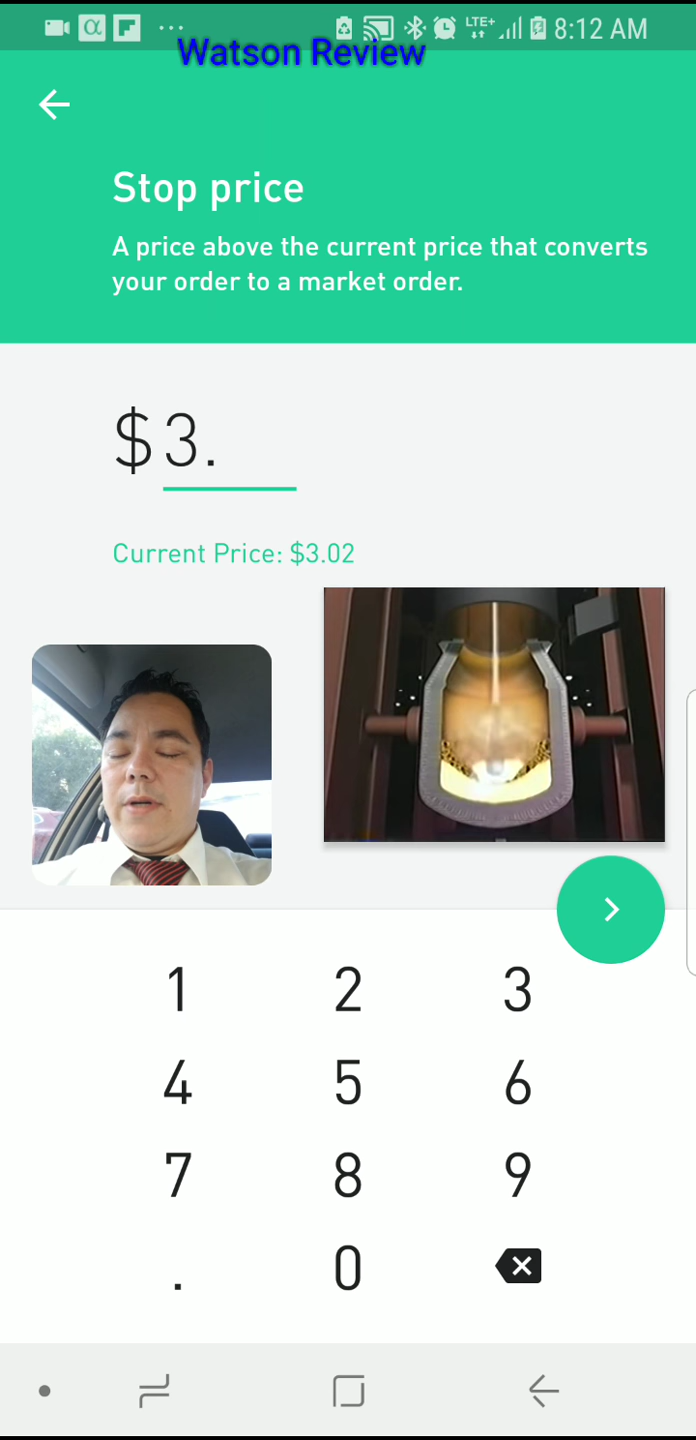 8:12 AM
LTE+
Watson Review
Stop price
A price above the current price that converts
your order to a market order.
$3.
Current Price: $3.02
1 2 3
4 5 6
7 8 9
. 0